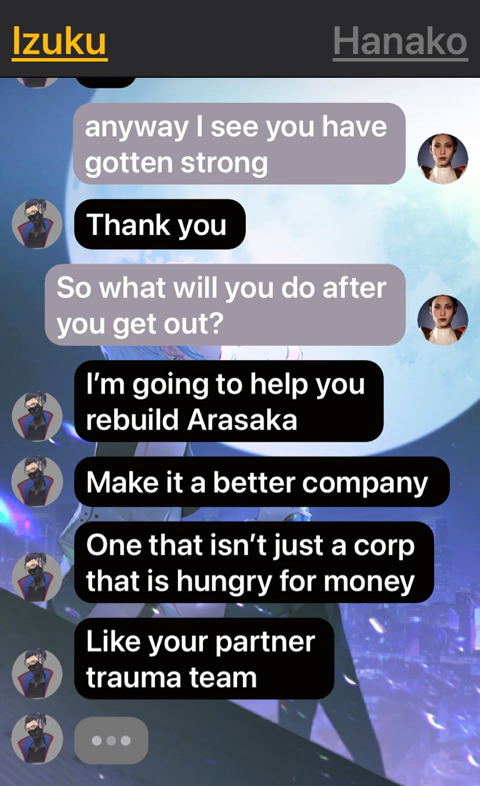 Izuku
Hanako
anyway I see you have
gotten strong
Thank you
So what will you do after
you get out?
I’m going to help you
rebuild Arasaka
Make it a better company
One that isn’t just a corp
that is hungry for money
Like your partner
trauma team